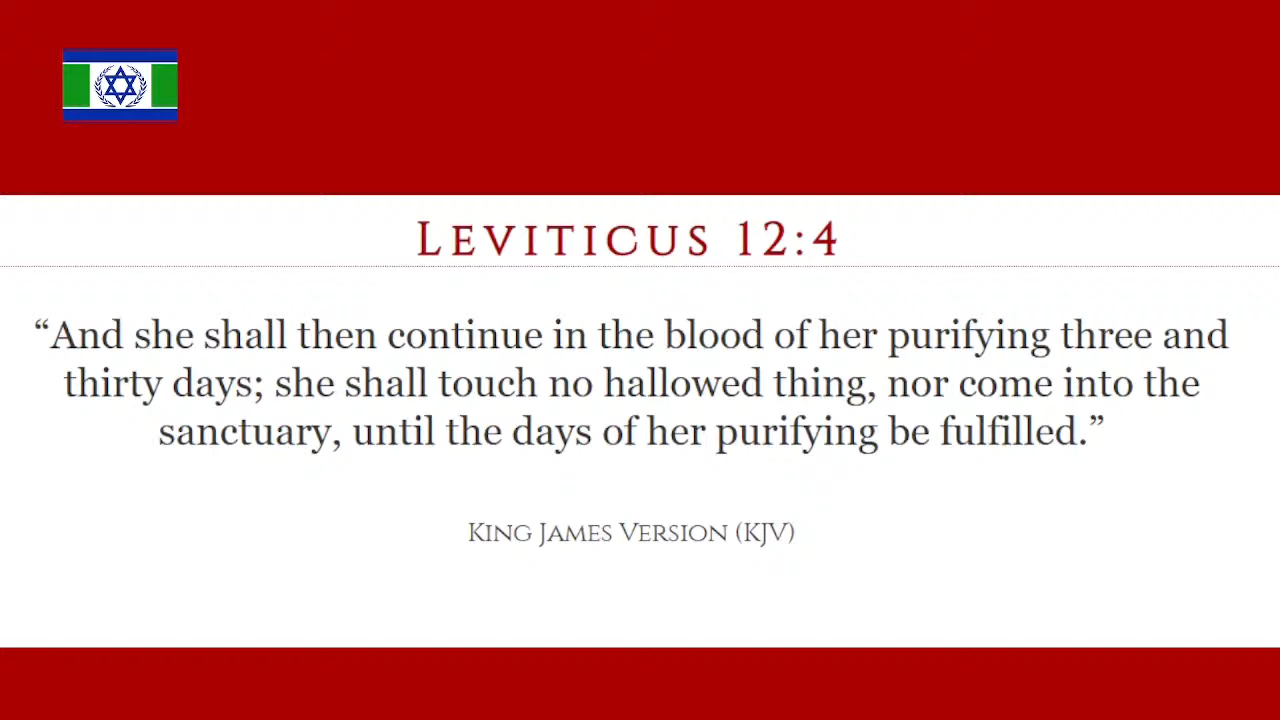 Leviticus 12:4
“And she shall then continue in the blood of her purifying three and
thirty days; she shall touch no hallowed thing, nor come into the
sanctuary, until the days of her purifying be fulfilled.”
King James Version (KJV)